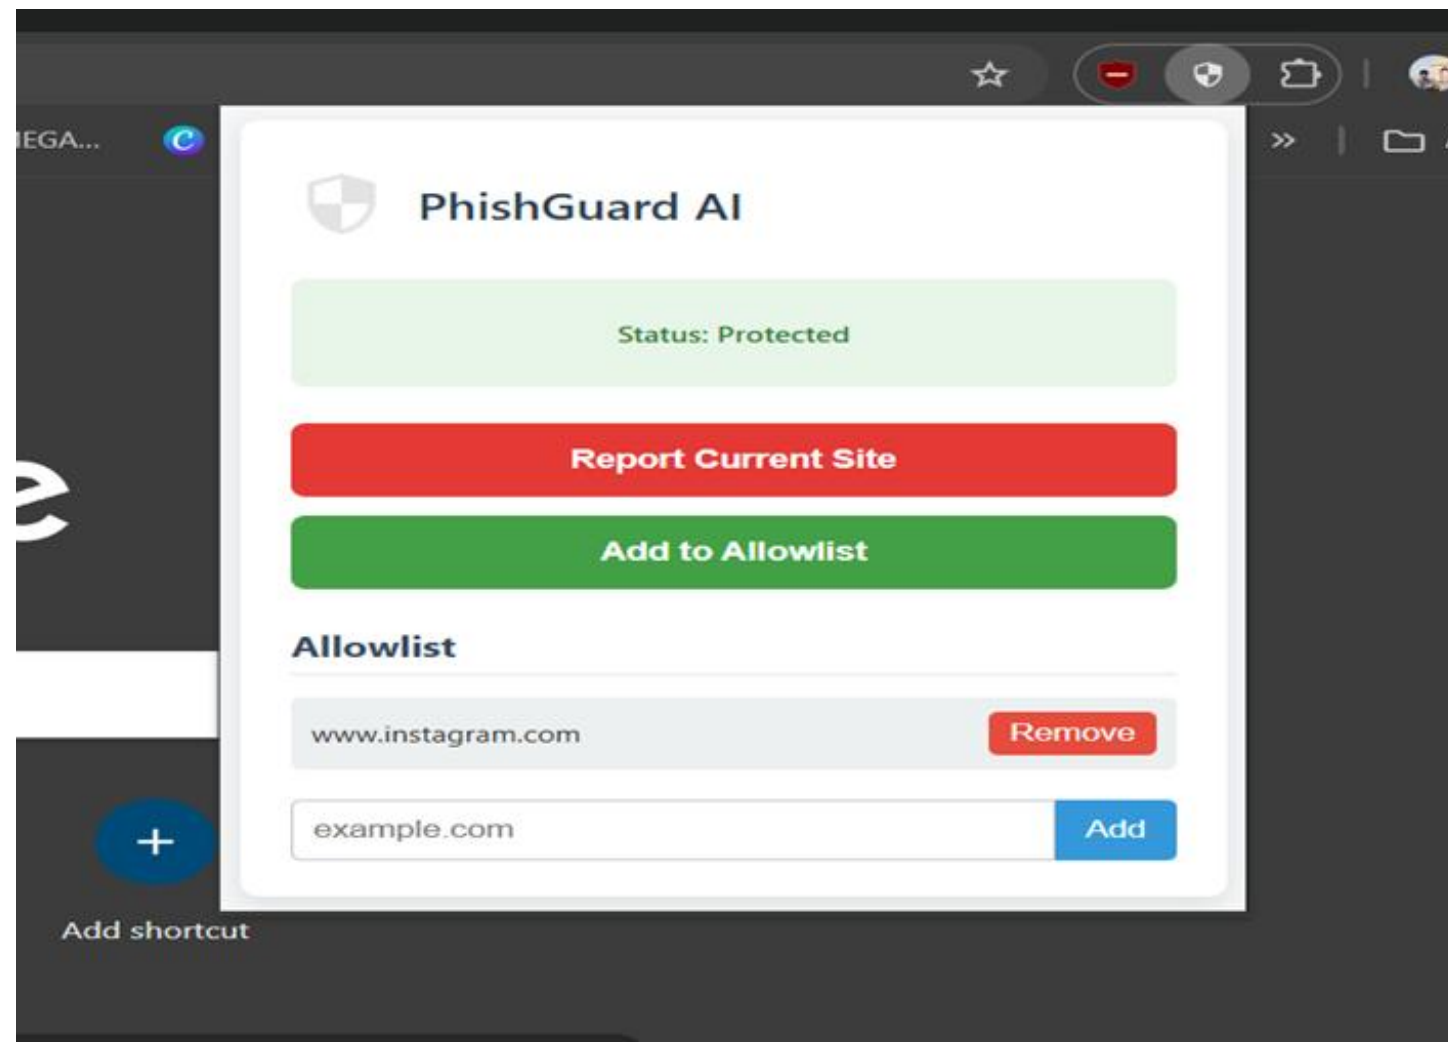 PhishGuard AI
Status: Protected
Report Current Site
Add to Allowlist
Allowlist
www.instagram.com
Remove
example.com
Add
Add shortcut